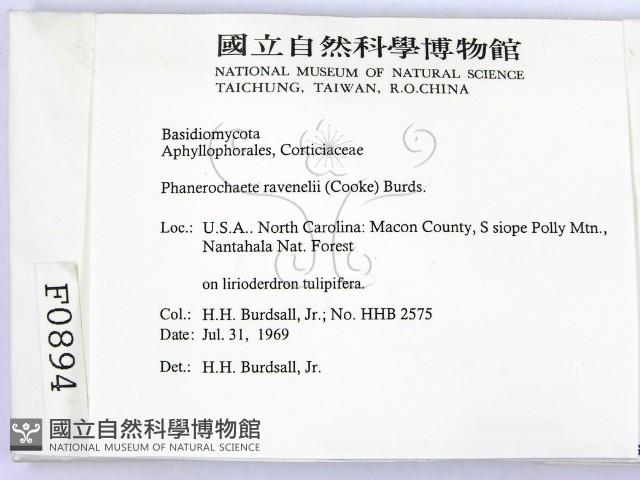 國立自然科學博物館
NATIONAL MUSEUM OF NATURAL SCIENCE
TAICHUNG, TAIWAN, R.O.CHINA
Basidiomycota
Aphyllophorales, Corticiaceae
Phanerochaete ravenelii (Cooke) Burds.
Loc.: U.S.A.. North Carolina: Macon County, S siope Polly Mtn.,
Nantahala Nat. Forest
on lirioderdron tulipifera.
Col.: H.H. Burdsall, Jr.; No. HHB 2575
Date: Jul. 31, 1969
Det.: H.H. Burdsall, Jr.
F0894
國立自然科學博物館
NATIONAL MUSEUM OF NATURAL SCIENCE